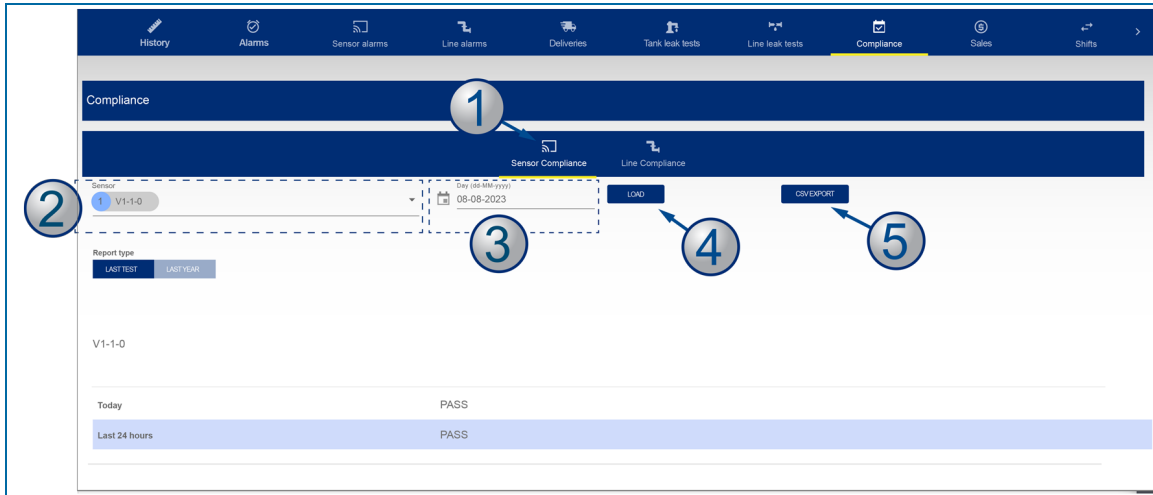 History Alarms Sensor alarms Line alarms Deliveries Tank leak tests Line leak tests Compliance Sales Shifts
Compliance
1
Sensor Compliance Line Compliance
2
Sensor
1 V1-1-0
Day (dd-MM-yyyy)
08-08-2023
3
LOAD
4
CSV EXPORT
5
Report type
LAST TEST LAST YEAR
V1-1-0
Today PASS
Last 24 hours PASS